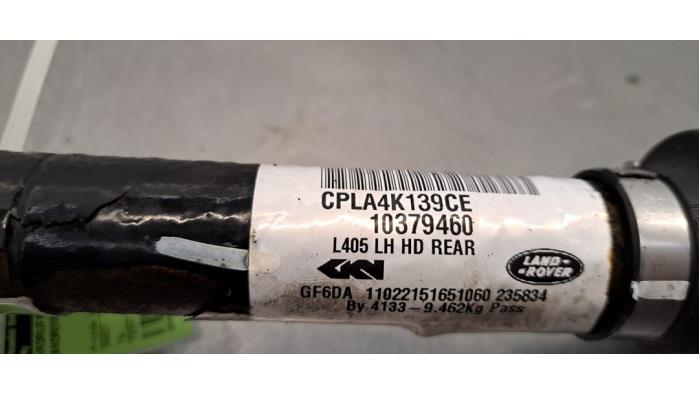 CPLA4K139CE
10379460
L405 LH HD REAR
GKN
LAND-
ROVER
GF6DA 11022151651060 235834
By 4133-9.462Kg Pass